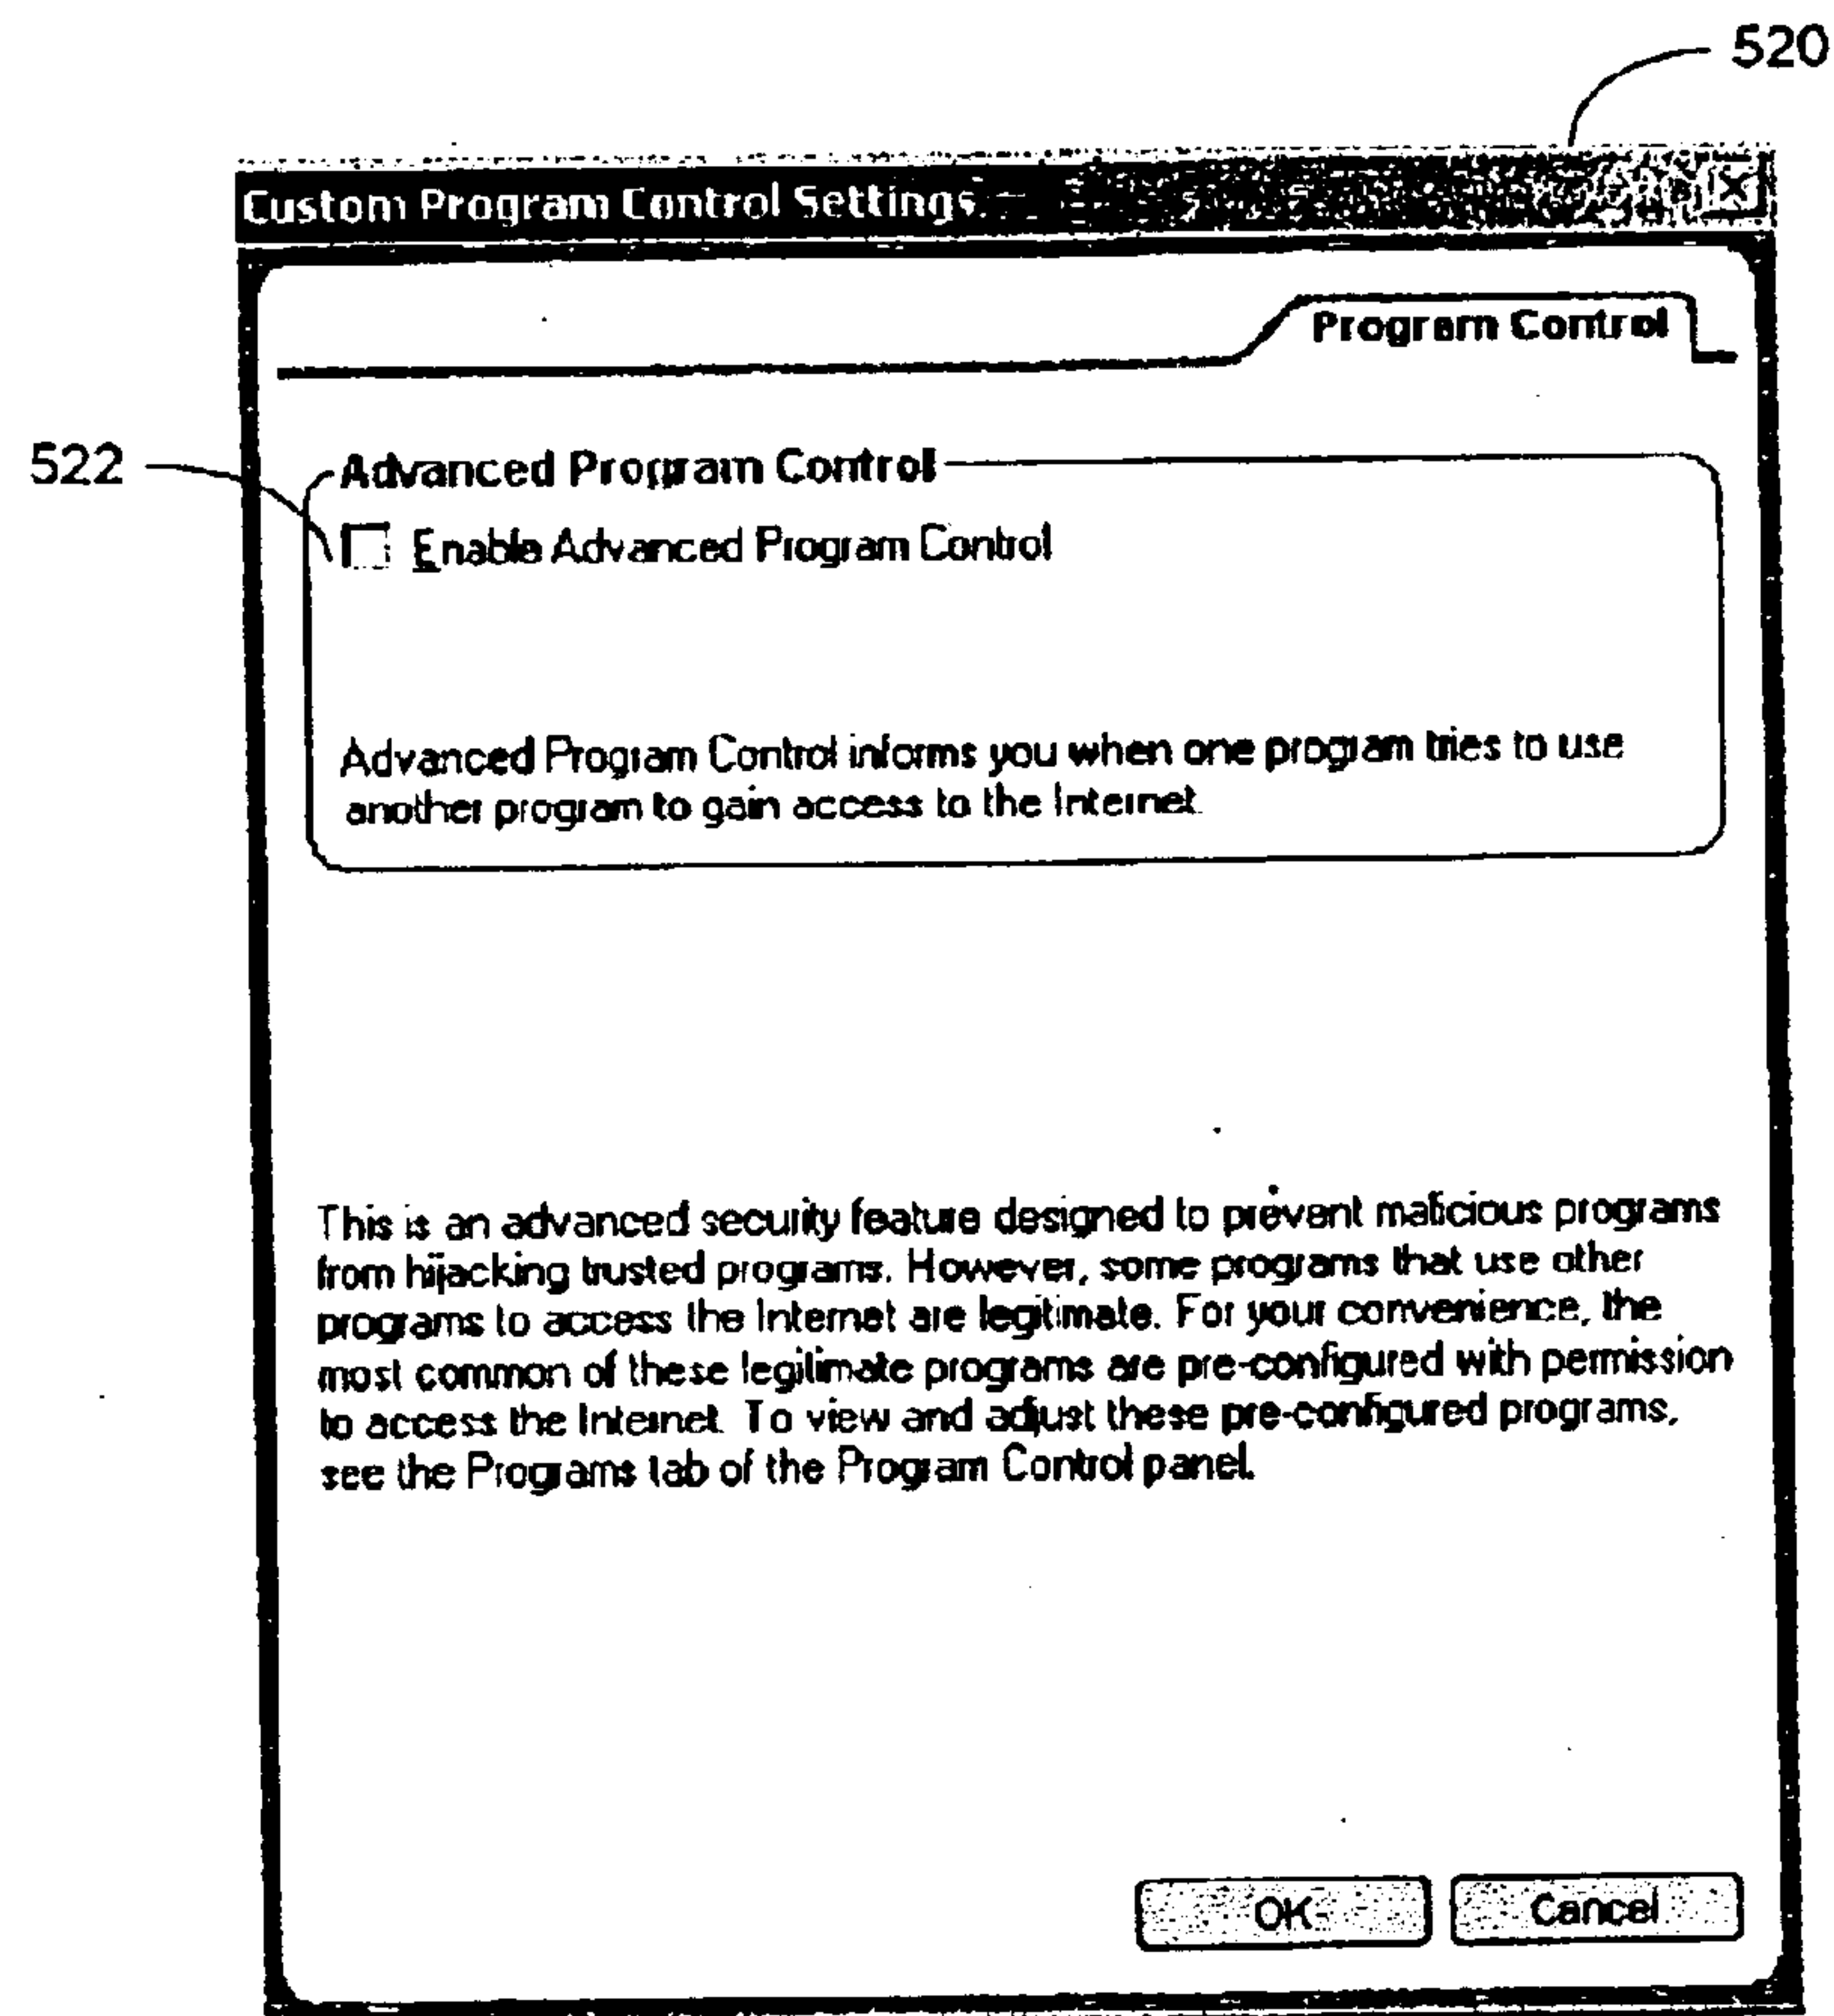 520
Custom Program Control Settings
Program Control
522
Advanced Program Control
Enable Advanced Program Control
Advanced Program Control informs you when one program tries to use
another program to gain access to the Internet.
This is an advanced security feature designed to prevent malicious programs
from hijacking trusted programs. However, some programs that use other
programs to access the Internet are legitimate. For your convenience, the
most common of these legitimate programs are pre-configured with permission
to access the Internet. To view and adjust these pre-configured programs,
see the Programs tab of the Program Control panel.
OK
Cancel